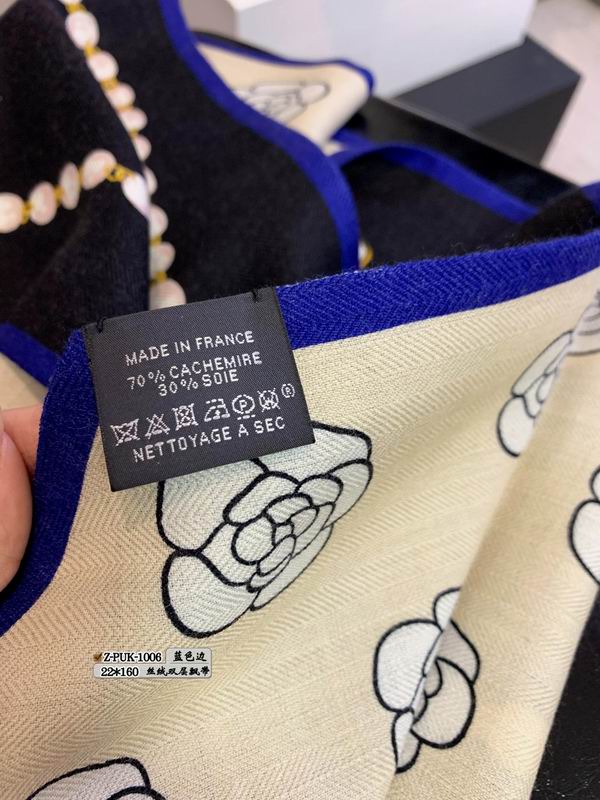 MADE IN FRANCE
70% CACHEMIRE
30% SOIE
P
(R)
NETTOYAGE A SEC
Z-PUK-1006 蓝色边
22*160 丝绒双层飘带